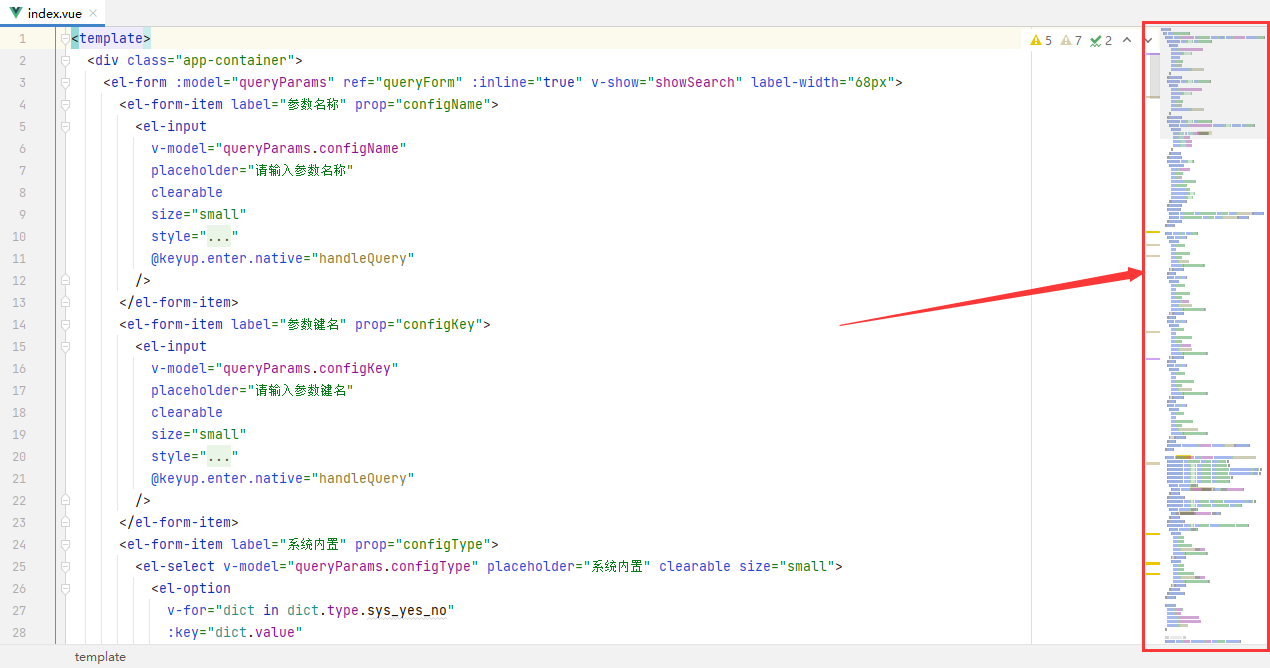 index.vue
1 <template>
5 7 2
2 <div class="app-container">
3 <el-form :model="queryParams" ref="queryForm" :inline="true" v-show="showSearch" label-width="68px">
4 <el-form-item label="参数名称" prop="configName">
5 <el-input
6 v-model="queryParams.configName"
7 placeholder="请输入参数名称"
8 clearable
9 size="small"
10 style="..."
11 @keyup.enter.native="handleQuery"
12 />
13 </el-form-item>
14 <el-form-item label="参数键名" prop="configKey">
15 <el-input
16 v-model="queryParams.configKey"
17 placeholder="请输入参数键名"
18 clearable
19 size="small"
20 style="..."
21 @keyup.enter.native="handleQuery"
22 />
23 </el-form-item>
24 <el-form-item label="系统内置" prop="configType">
25 <el-select v-model="queryParams.configType" placeholder="系统内置" clearable size="small">
26 <el-option
27 v-for="dict in dict.type.sys_yes_no"
28 :key="dict.value"
template